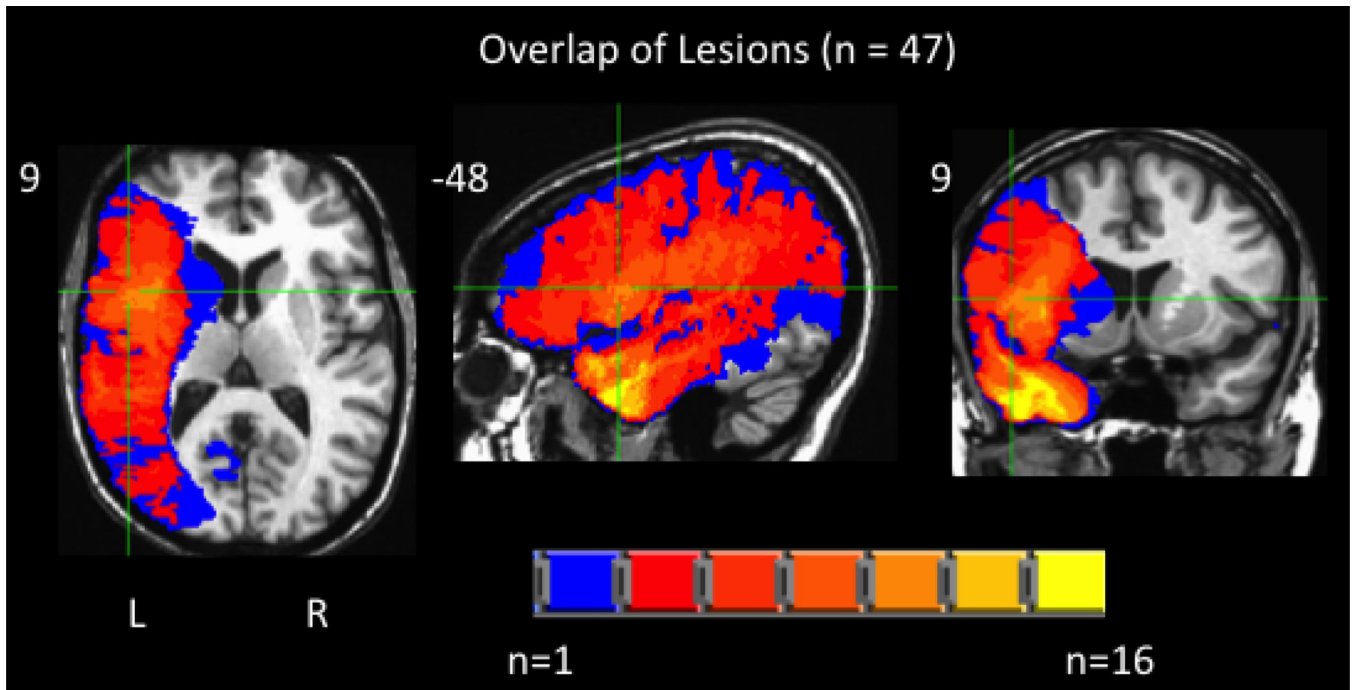 Overlap of Lesions (n = 47)
9
-48
9
L
R
n=1
n=16